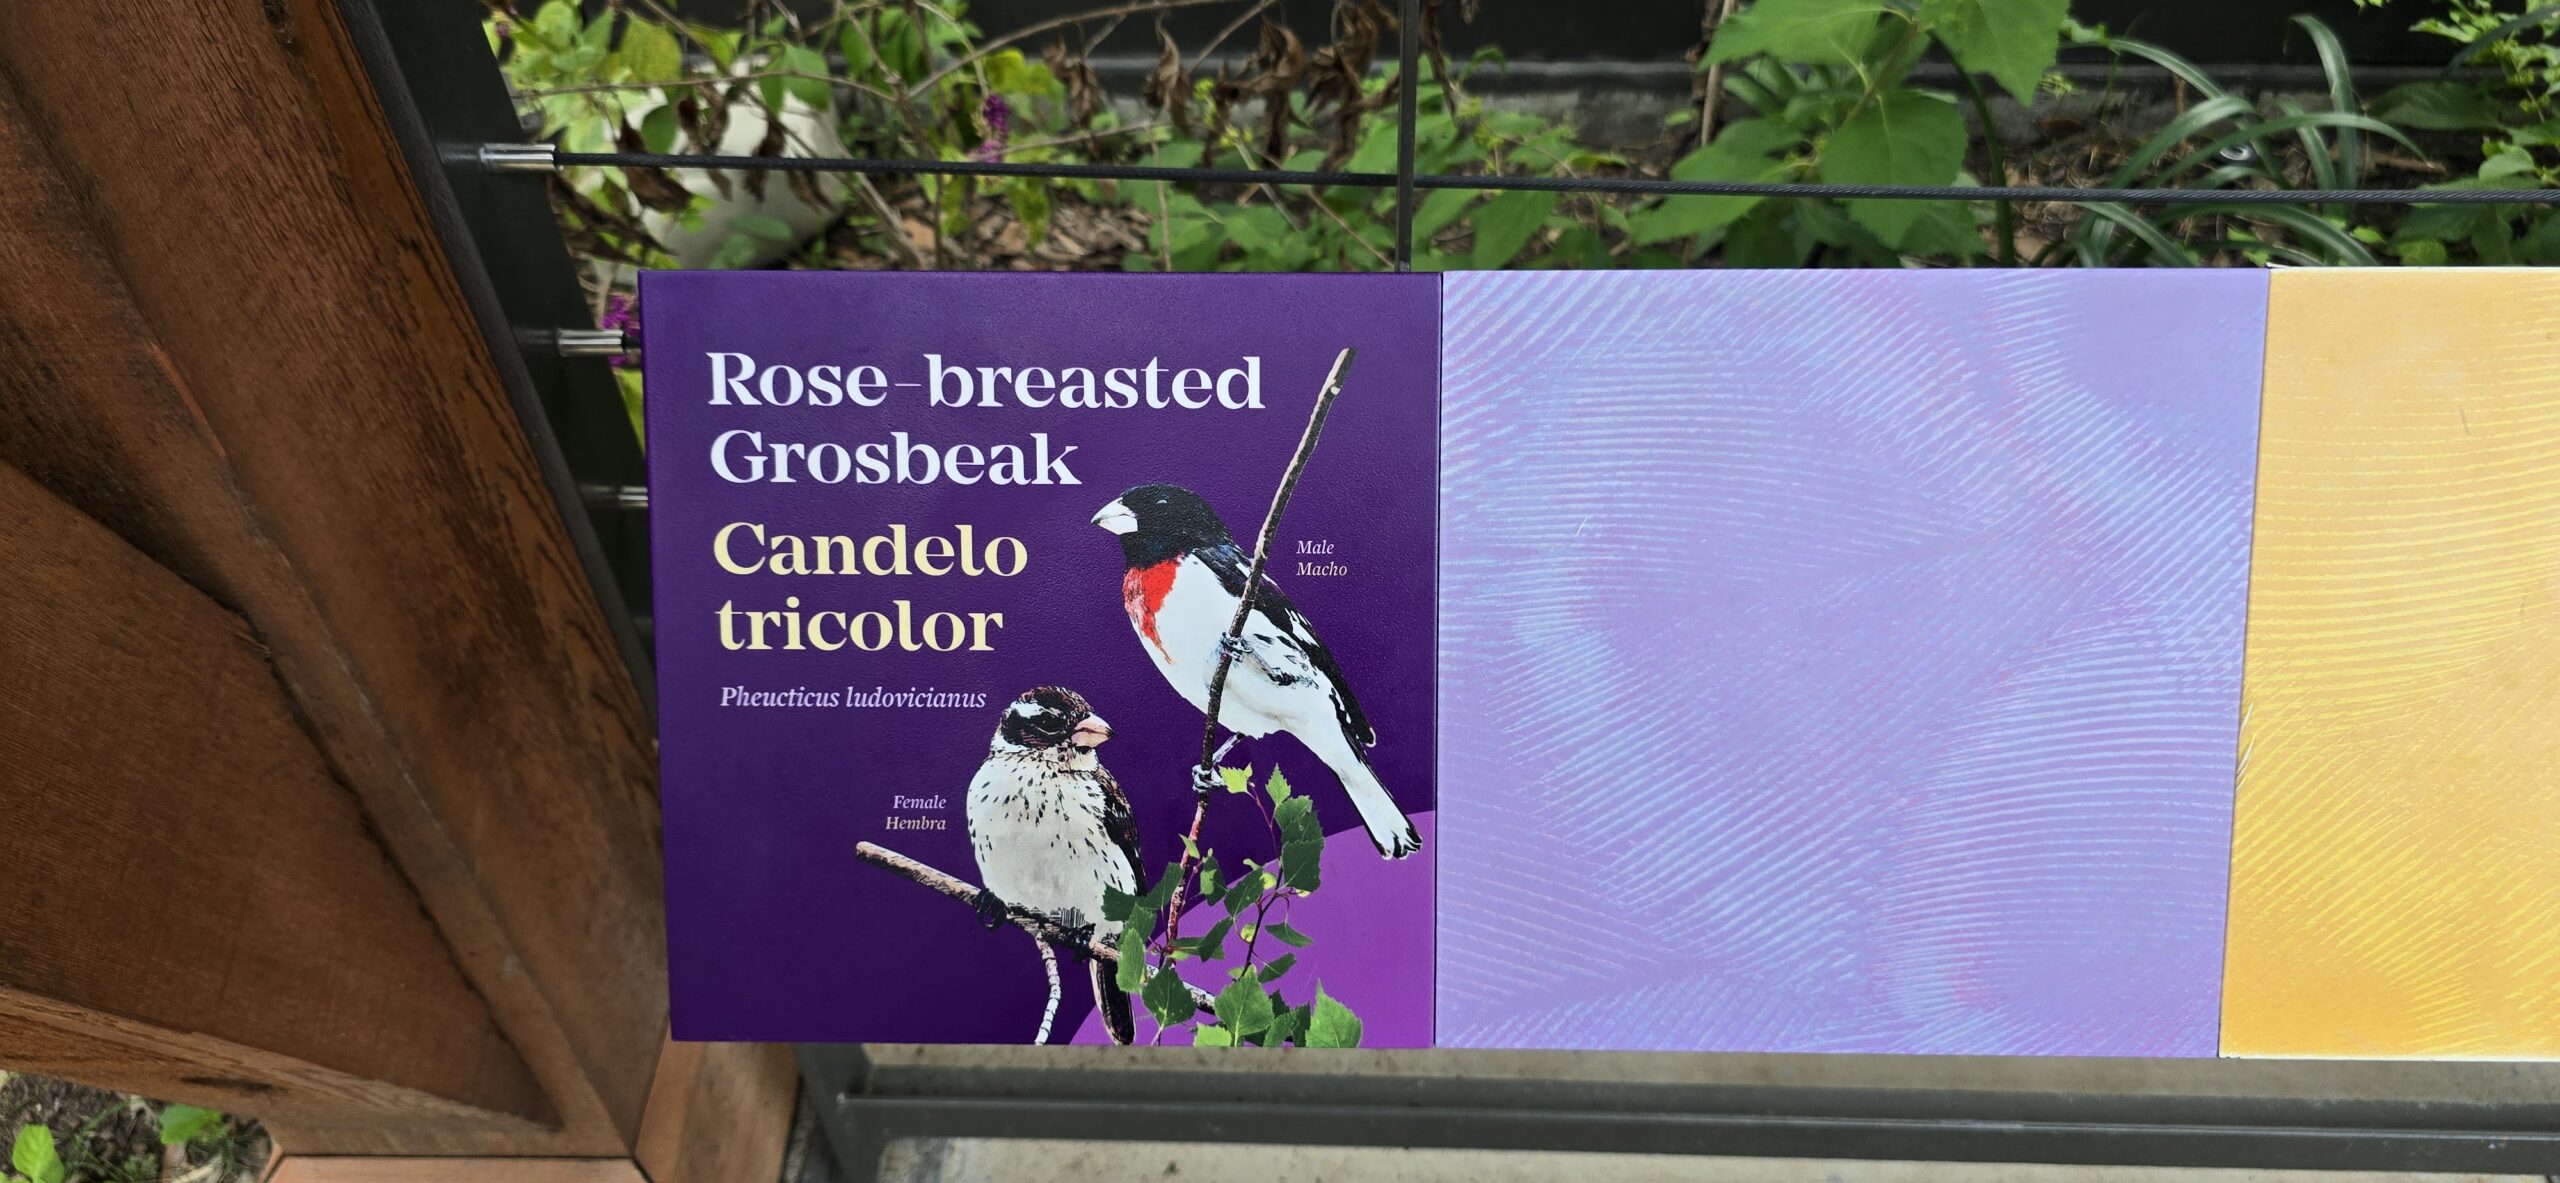 Rose-breasted
Grosbeak
Candelo
tricolor
Pheucticus ludovicianus
Male
Macho
Female
Hembra